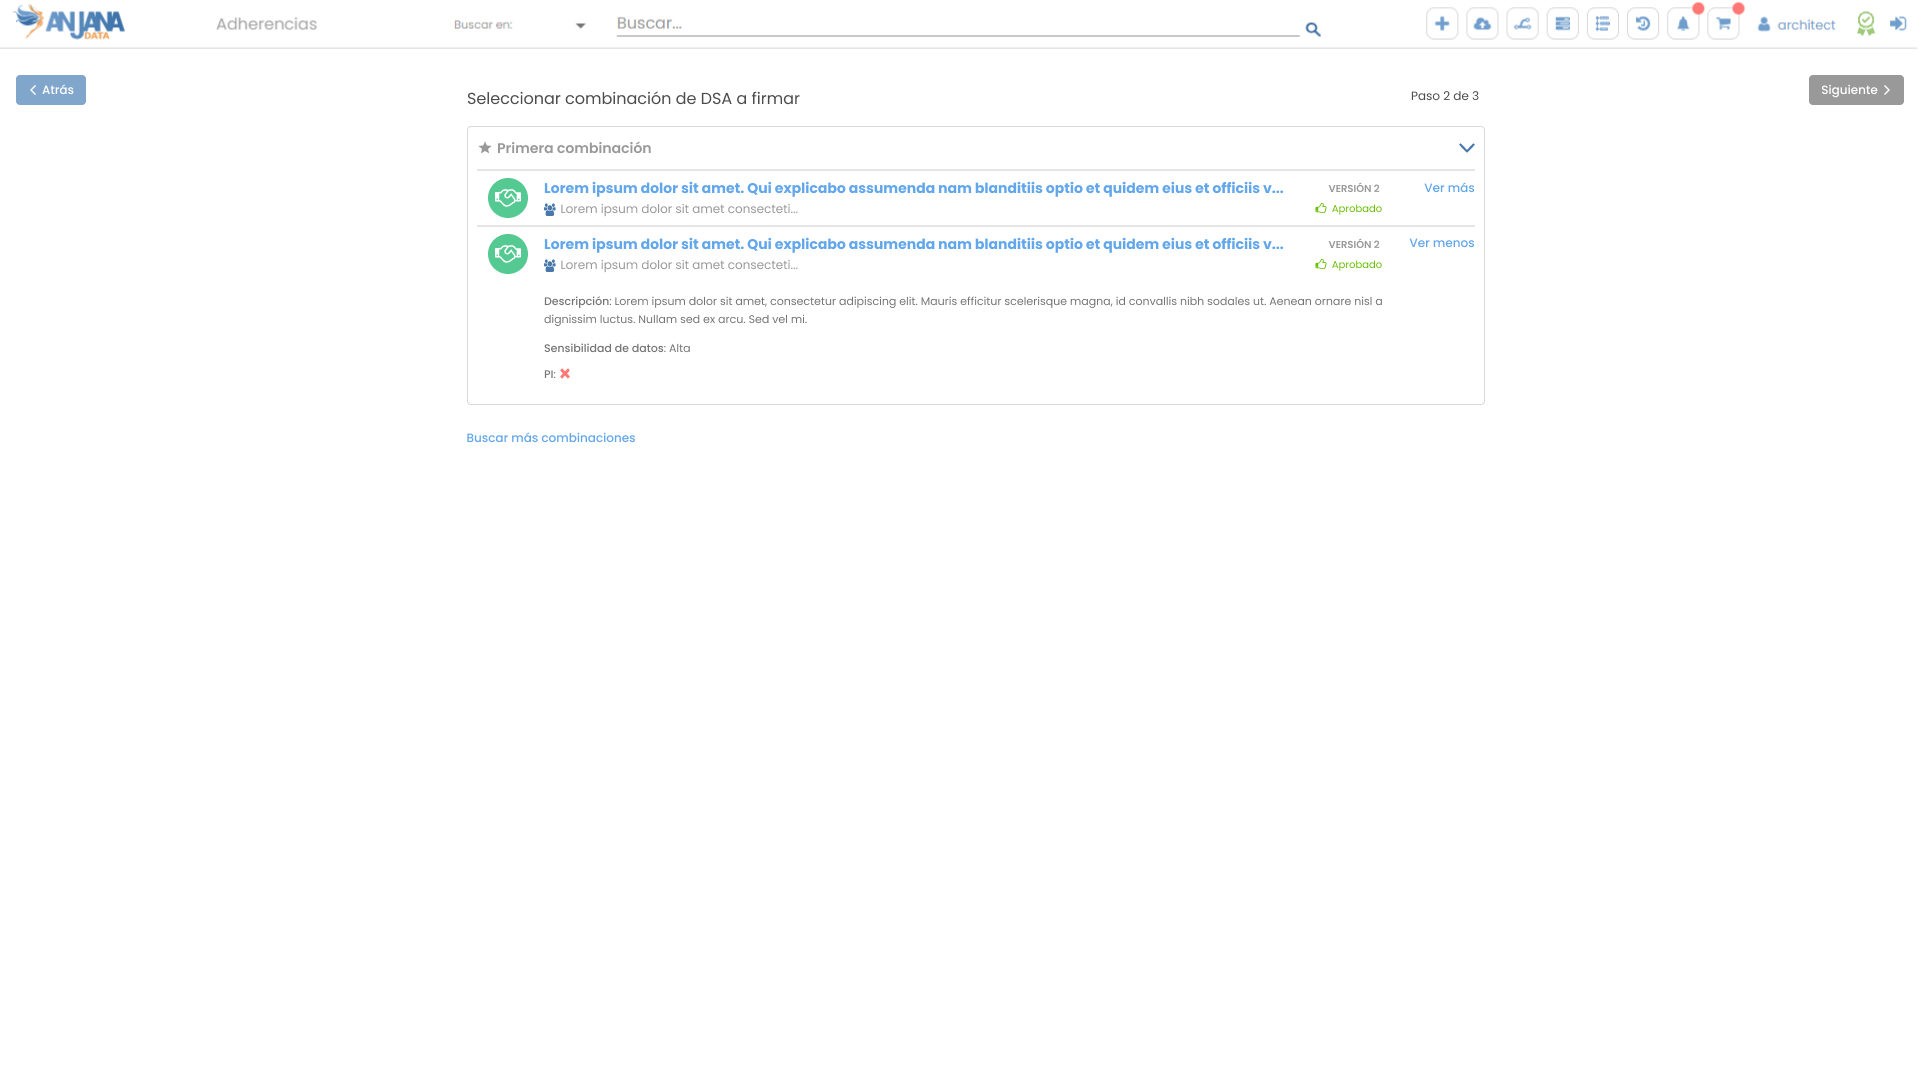 ANJANA DATA
Adherencias
Buscar en:
Buscar...
architect
Atrás
Seleccionar combinación de DSA a firmar
Paso 2 de 3
Siguiente
Primera combinación
Lorem ipsum dolor sit amet. Qui explicabo assumenda nam blanditiis optio et quidem eius et officiis v...
VERSIÓN 2
Ver más
Lorem ipsum dolor sit amet consecteti...
Aprobado
Lorem ipsum dolor sit amet. Qui explicabo assumenda nam blanditiis optio et quidem eius et officiis v...
VERSIÓN 2
Ver menos
Lorem ipsum dolor sit amet consecteti...
Aprobado
Descripción: Lorem ipsum dolor sit amet, consectetur adipiscing elit. Mauris efficitur scelerisque magna, id convallis nibh sodales ut. Aenean ornare nisl a
dignissim luctus. Nullam sed ex arcu. Sed vel mi.
Sensibilidad de datos: Alta
PI:
Buscar más combinaciones